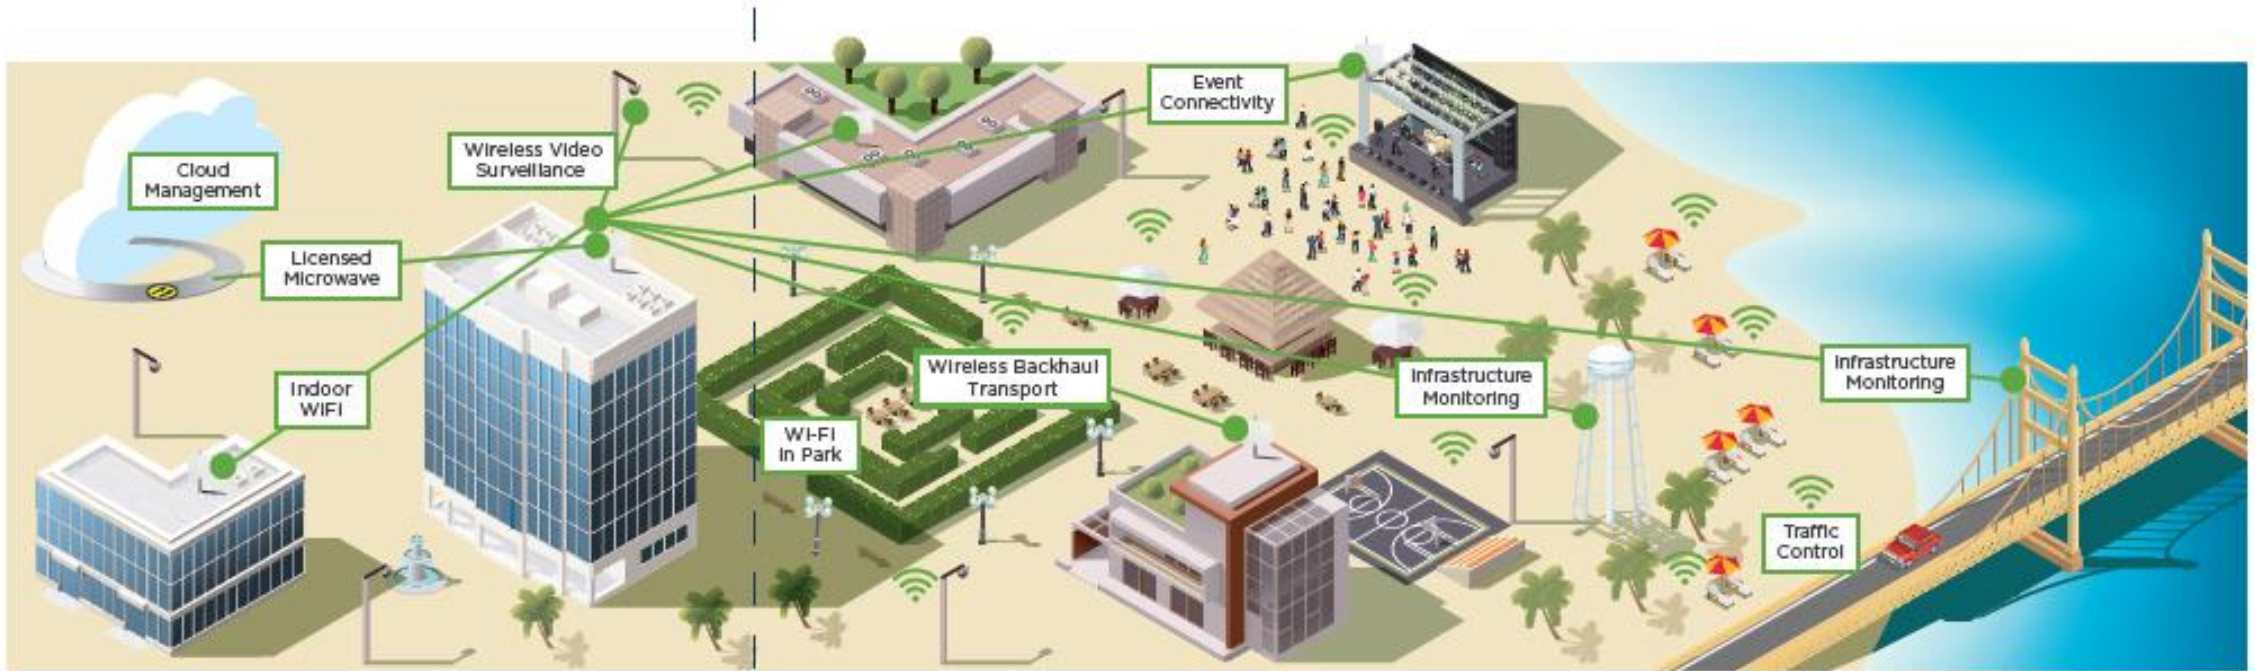 Event
Connectivity
Wireless Video
Surveillance
Cloud
Management
Licensed
Microwave
Indoor
WIFI
Wireless Backhaul
Transport
Infrastructure
Monitoring
Infrastructure
Monitoring
WI-FI
In Park
Traffic
Control